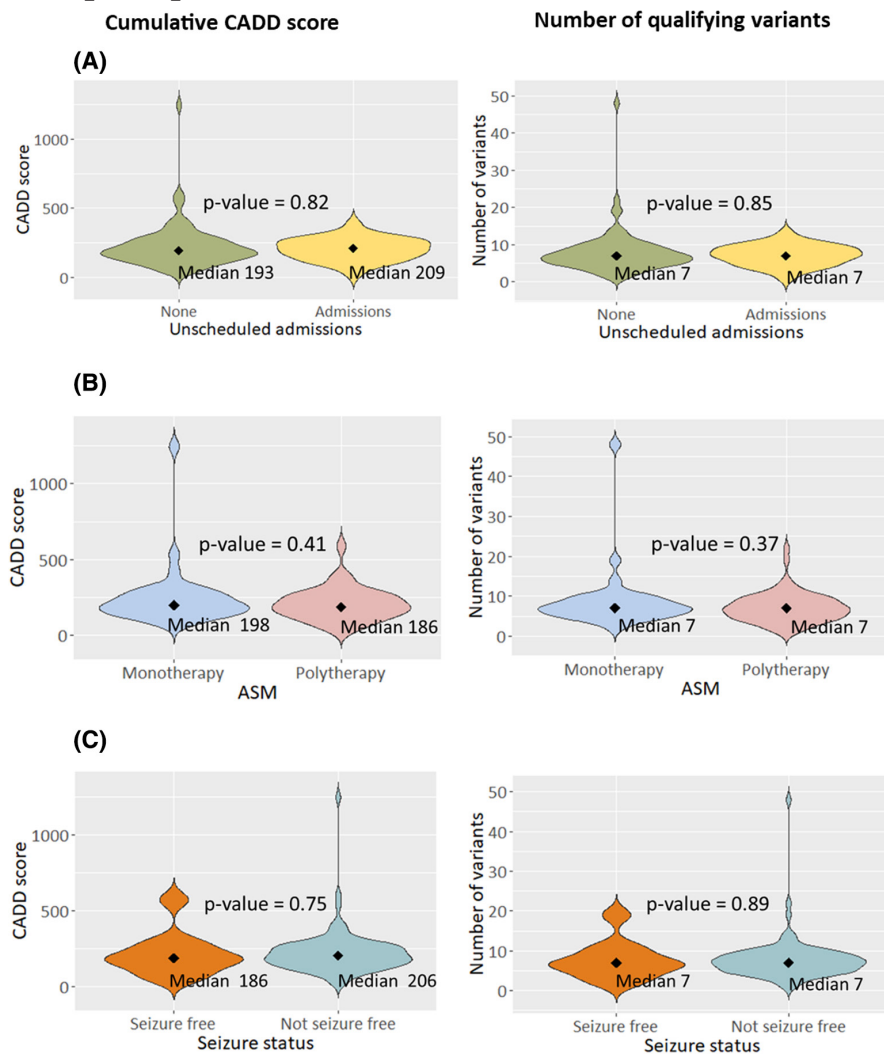 Cumulative CADD score
Number of qualifying variants
(A)
CADD score
1000
500
0
p-value = 0.82
Median 193
Median 209
None
Admissions
Unscheduled admissions
Number of variants
50
40
30
20
10
0
p-value = 0.85
Median 7
Median 7
None
Admissions
Unscheduled admissions
(B)
CADD score
1000
500
0
p-value = 0.41
Median 198
Median 186
Monotherapy
Polytherapy
ASM
Number of variants
50
40
30
20
10
0
p-value = 0.37
Median 7
Median 7
Monotherapy
Polytherapy
ASM
(C)
CADD score
1000
500
0
p-value = 0.75
Median 186
Median 206
Seizure free
Not seizure free
Seizure status
Number of variants
50
40
30
20
10
0
p-value = 0.89
Median 7
Median 7
Seizure free
Not seizure free
Seizure status